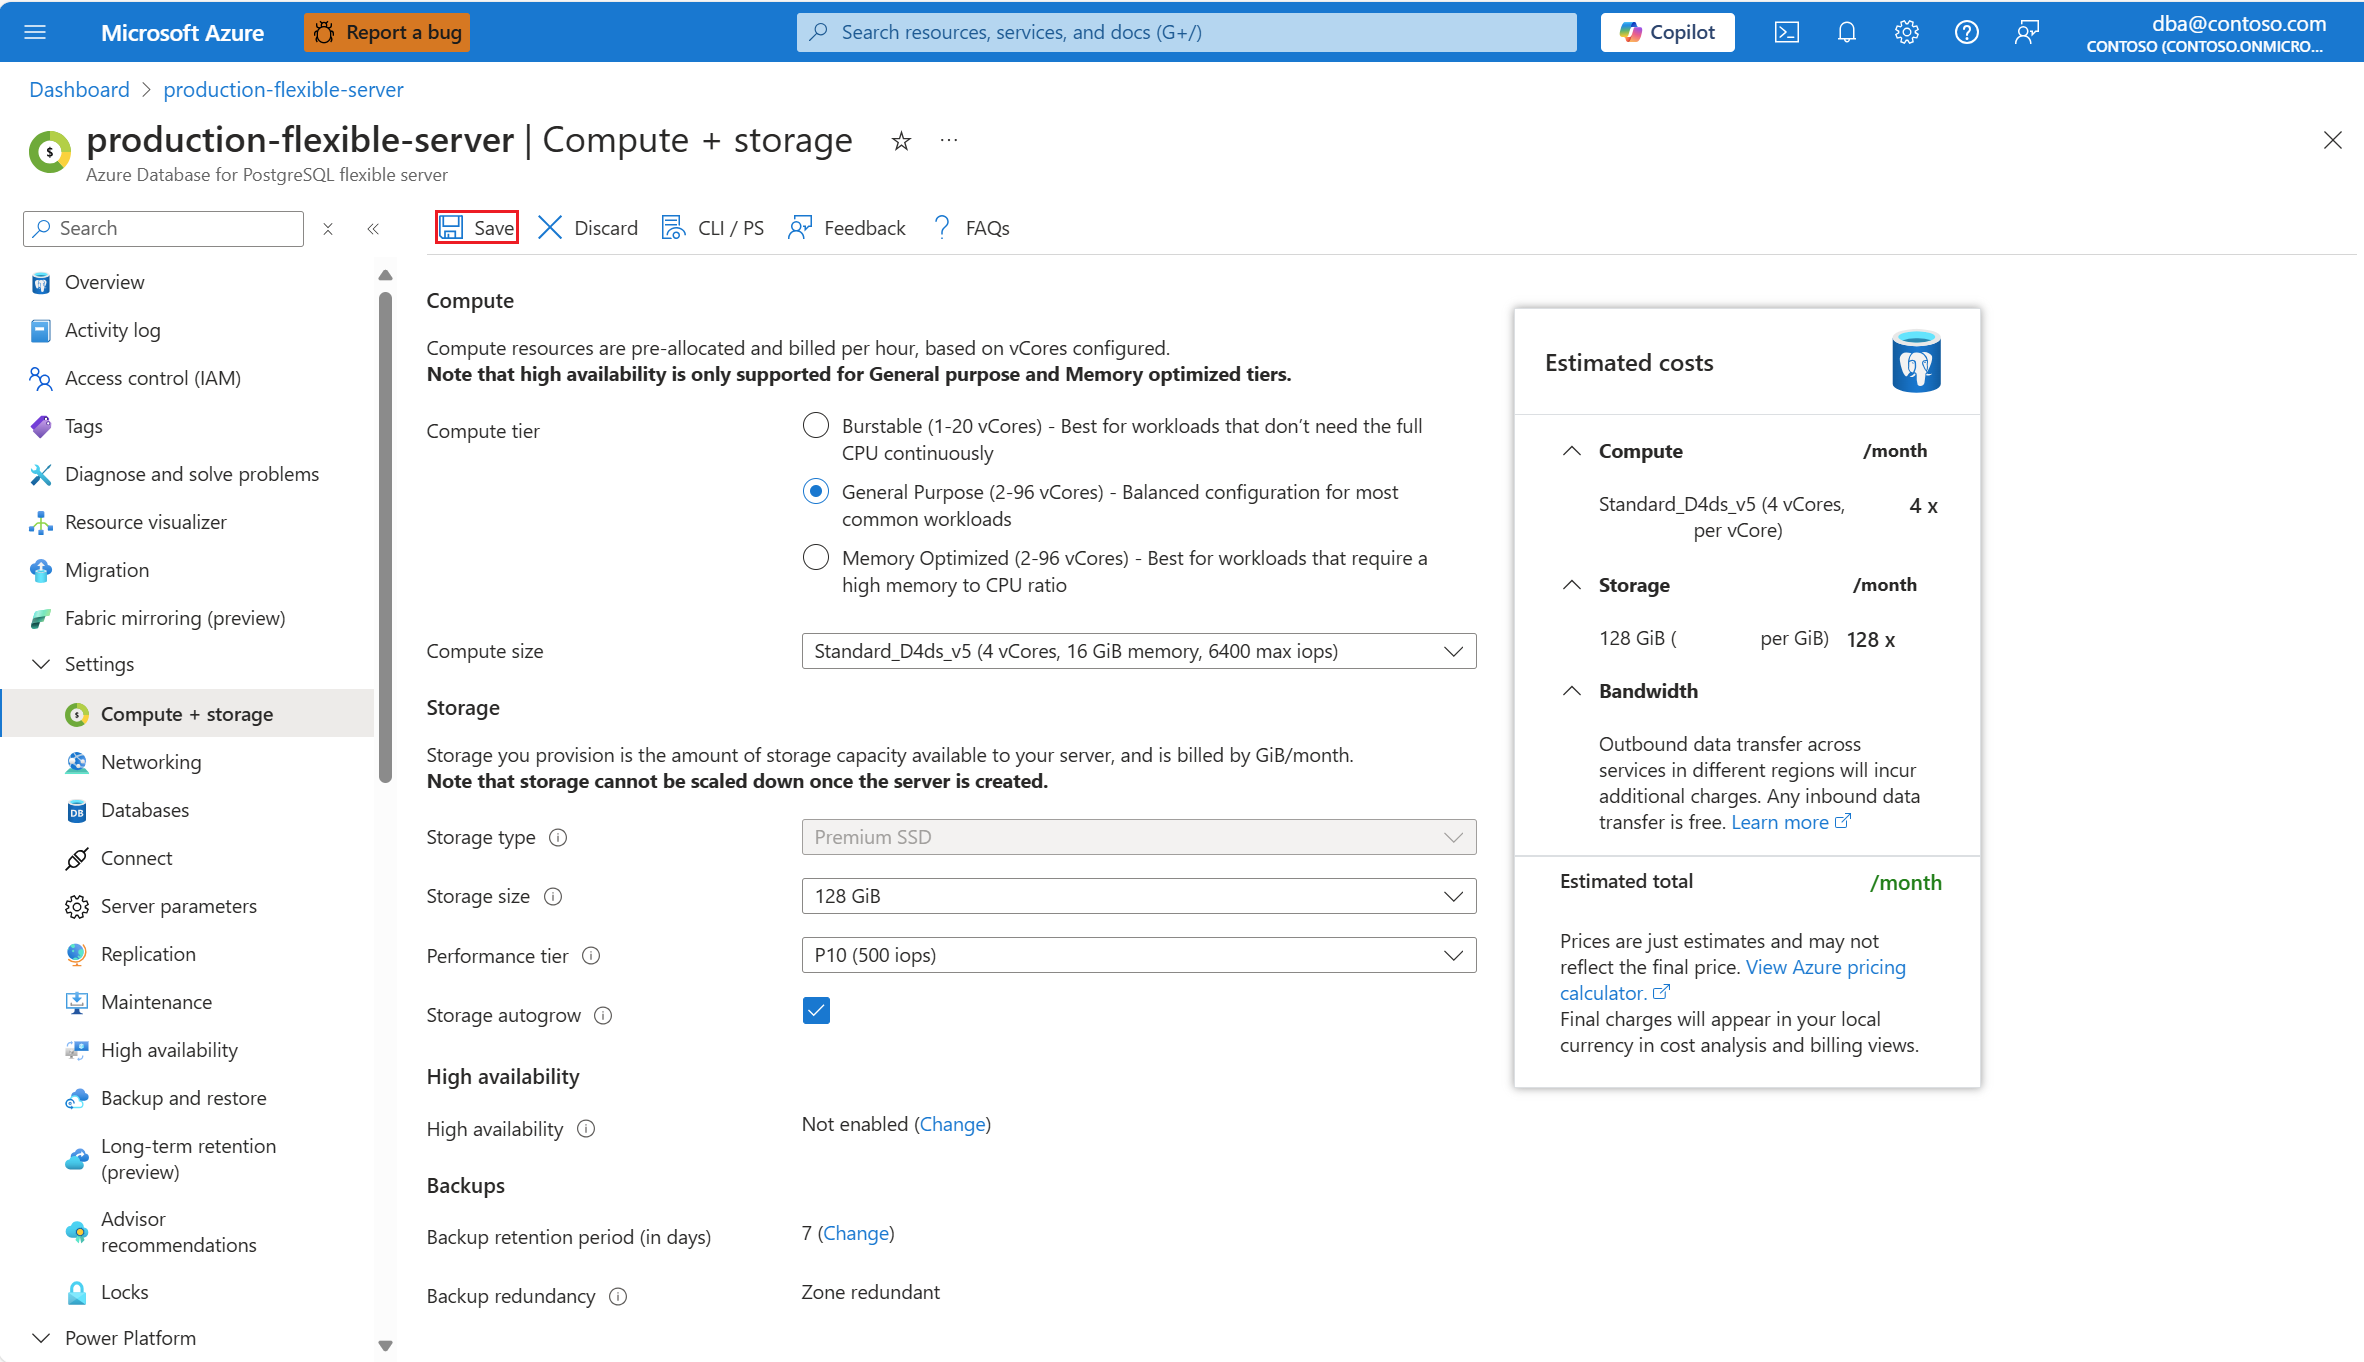 Microsoft Azure
Report a bug
Search resources, services, and docs (G+/)
Copilot
dba@contoso.com
CONTOSO (CONTOSO.ONMICRO...
Dashboard > production-flexible-server
production-flexible-server | Compute + storage
Azure Database for PostgreSQL flexible server
Search
Overview
Activity log
Access control (IAM)
Tags
Diagnose and solve problems
Resource visualizer
Migration
Fabric mirroring (preview)
Settings
Compute + storage
Networking
Databases
Connect
Server parameters
Replication
Maintenance
High availability
Backup and restore
Long-term retention
(preview)
Advisor
recommendations
Locks
Power Platform
Save
Discard
CLI / PS
Feedback
FAQs
Compute
Compute resources are pre-allocated and billed per hour, based on vCores configured.
Note that high availability is only supported for General purpose and Memory optimized tiers.
Compute tier
Burstable (1-20 vCores) - Best for workloads that don’t need the full
CPU continuously
General Purpose (2-96 vCores) - Balanced configuration for most
common workloads
Memory Optimized (2-96 vCores) - Best for workloads that require a
high memory to CPU ratio
Compute size
Standard_D4ds_v5 (4 vCores, 16 GiB memory, 6400 max iops)
Storage
Storage you provision is the amount of storage capacity available to your server, and is billed by GiB/month.
Note that storage cannot be scaled down once the server is created.
Storage type
Premium SSD
Storage size
128 GiB
Performance tier
P10 (500 iops)
Storage autogrow
High availability
High availability
Not enabled (Change)
Backups
Backup retention period (in days)
7 (Change)
Backup redundancy
Zone redundant
Estimated costs
Compute /month
Standard_D4ds_v5 (4 vCores, 4 x
per vCore)
Storage /month
128 GiB ( per GiB) 128 x
Bandwidth
Outbound data transfer across
services in different regions will incur
additional charges. Any inbound data
transfer is free. Learn more
Estimated total /month
Prices are just estimates and may not
reflect the final price. View Azure pricing
calculator.
Final charges will appear in your local
currency in cost analysis and billing views.